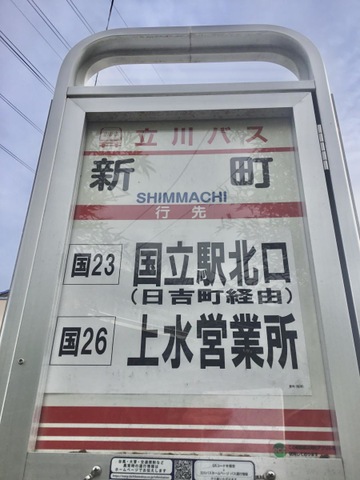 立川バス
新町
SHIMMACHI
行先
国23 国立駅北口
(日吉町経由)
国26 上水営業所